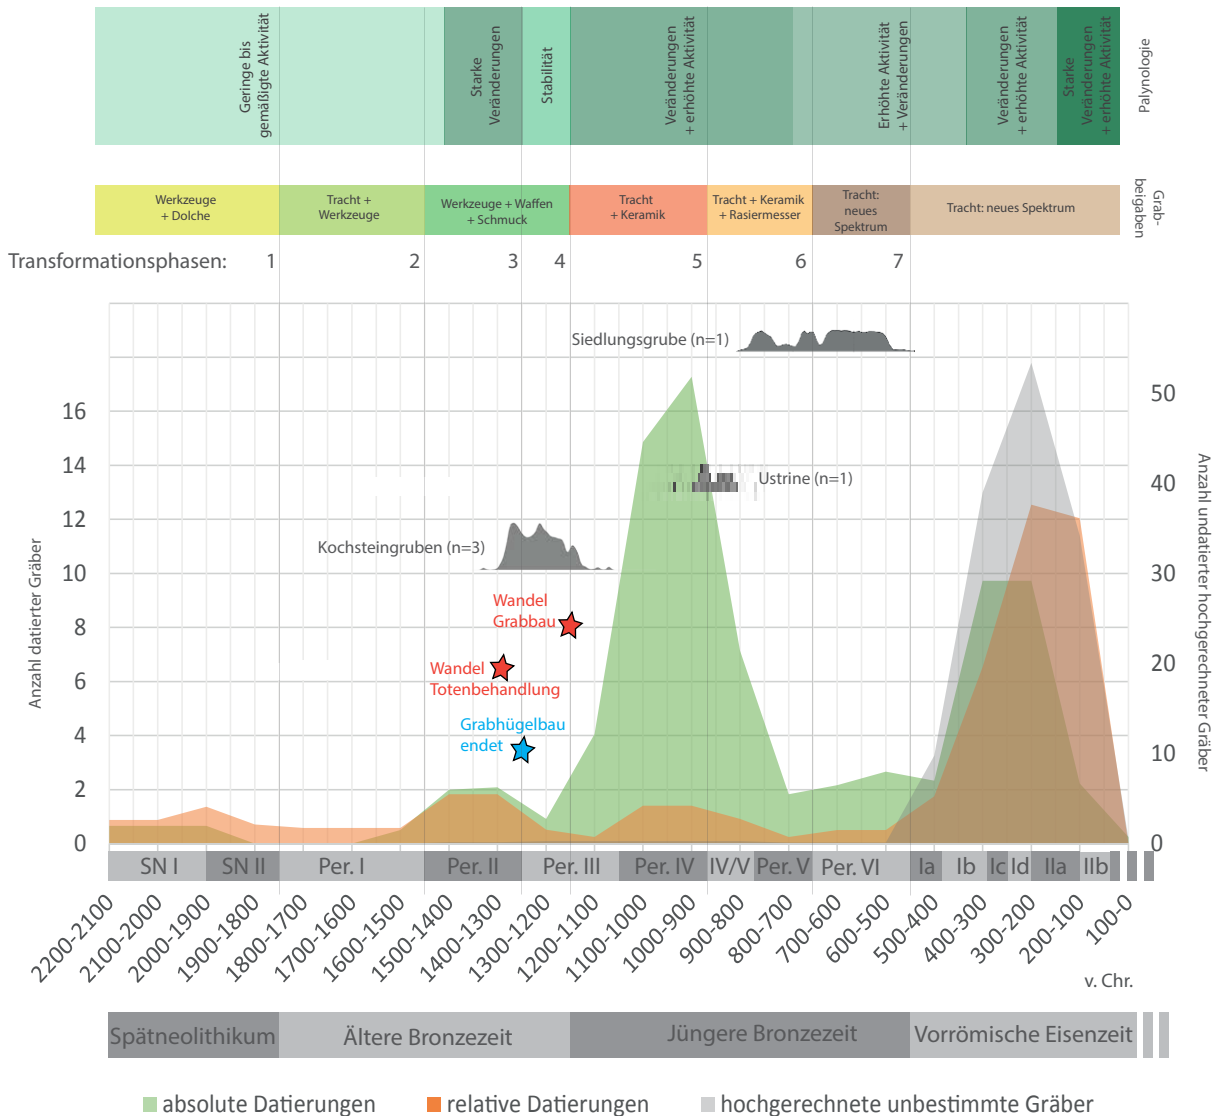 Geringe bis
gemäßigte Aktivität
Starke
Veränderungen
Stabilität
Veränderungen
+ erhöhte Aktivität
Erhöhte Aktivität
+ Veränderungen
Veränderungen
+ erhöhte Aktivität
Starke
Veränderungen
+ erhöhte Aktivität
Palynologie
Werkzeuge
+ Dolche
Tracht +
Werkzeuge
Werkzeuge + Waffen
+ Schmuck
Tracht
+ Keramik
Tracht + Keramik
+ Rasiermesser
Tracht:
neues
Spektrum
Tracht: neues Spektrum
Grab-
beigaben
Transformationsphasen: 1 2 3 4 5 6 7
Siedlungsgrube (n=1)
Ustrine (n=1)
Kochsteingruben (n=3)
Wandel
Grabbau
Wandel
Totenbehandlung
Grabhügelbau
endet
Anzahl datierter Gräber
16
14
12
10
8
6
4
2
0
50
40
30
20
10
0
Anzahl undatierter hochgerechneter Gräber
SN I SN II Per. I Per. II Per. III Per. IV IV/V Per. V Per. VI Ia Ib Ic Id IIa IIb
2200-2100
2100-2000
2000-1900
1900-1800
1800-1700
1700-1600
1600-1500
1500-1400
1400-1300
1300-1200
1200-1100
1100-1000
1000-900
900-800
800-700
700-600
600-500
500-400
400-300
300-200
200-100
100-0
v. Chr.
Spätneolithikum Ältere Bronzezeit Jüngere Bronzezeit Vorrömische Eisenzeit
absolute Datierungen relative Datierungen hochgerechnete unbestimmte Gräber